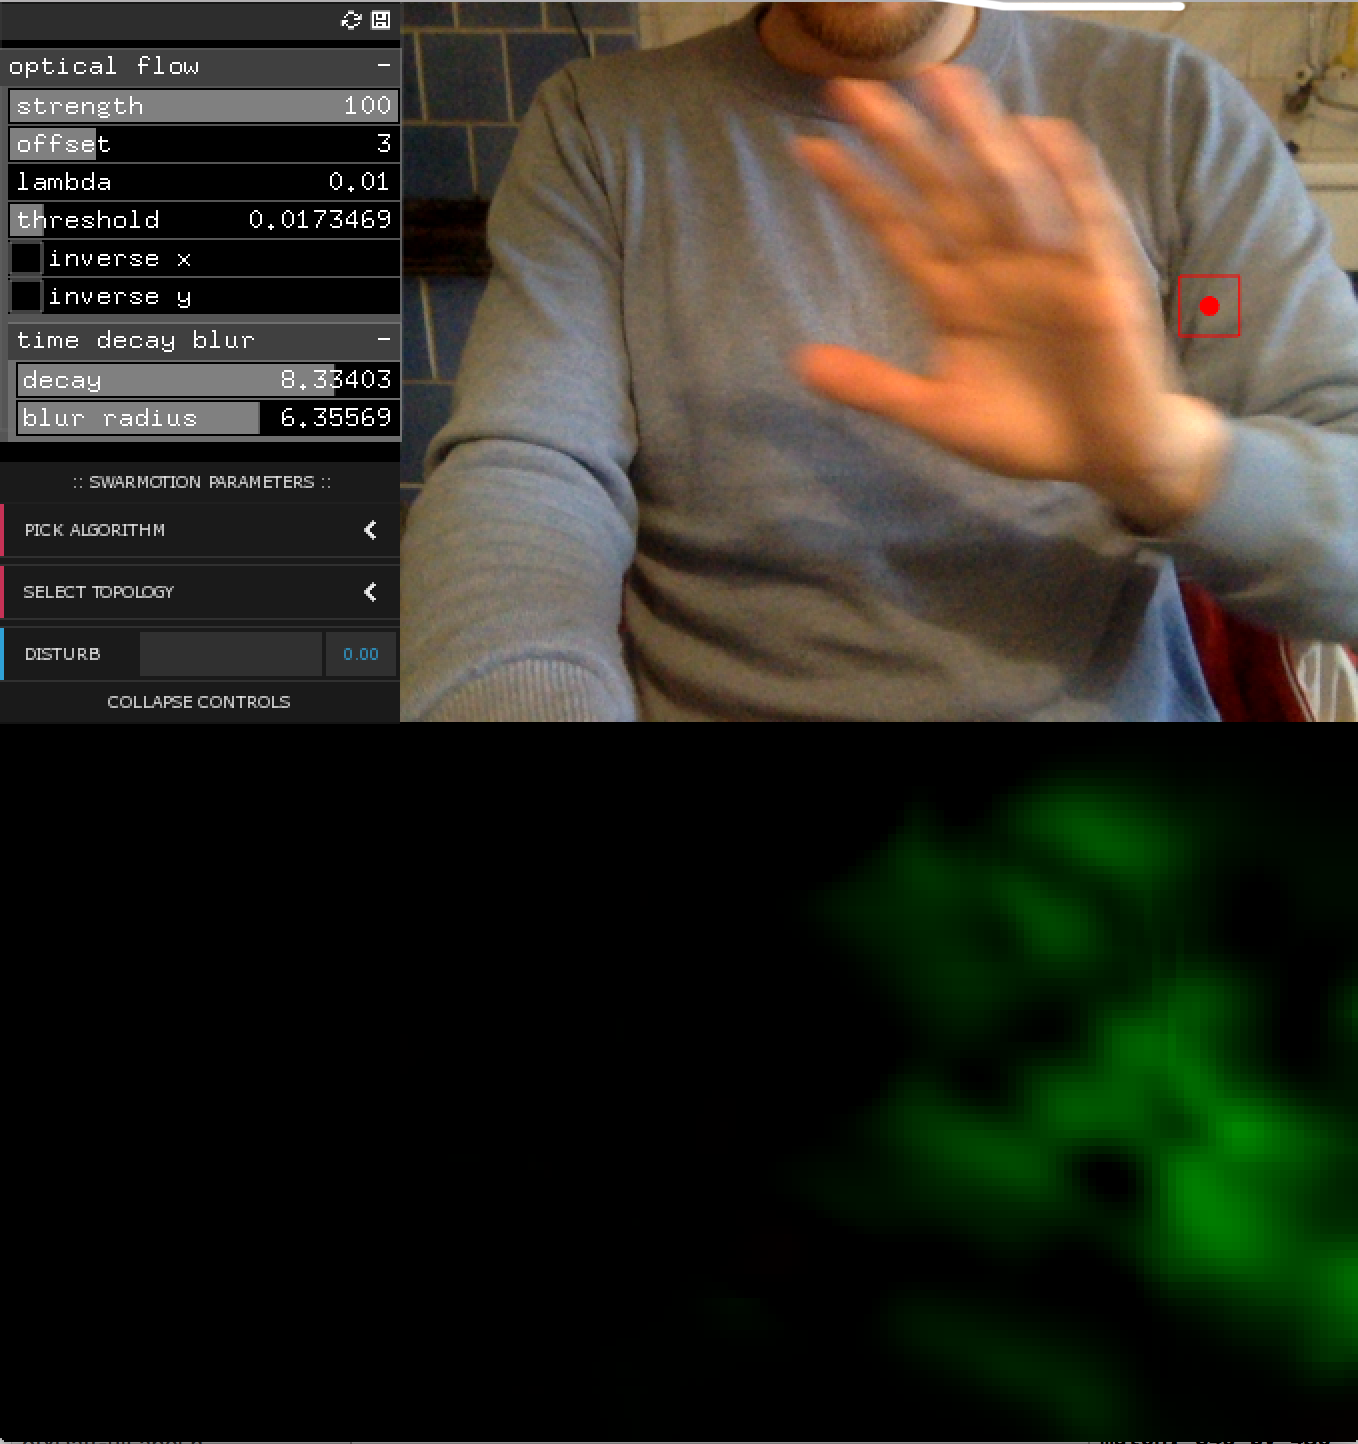 optical flow
strength 100
offset 3
lambda 0.01
threshold 0.0173469
inverse x
inverse y
time decay blur
decay 8.33403
blur radius 6.35569
:: SWARMOTION PARAMETERS ::
PICK ALGORITHM
SELECT TOPOLOGY
DISTURB 0.00
COLLAPSE CONTROLS